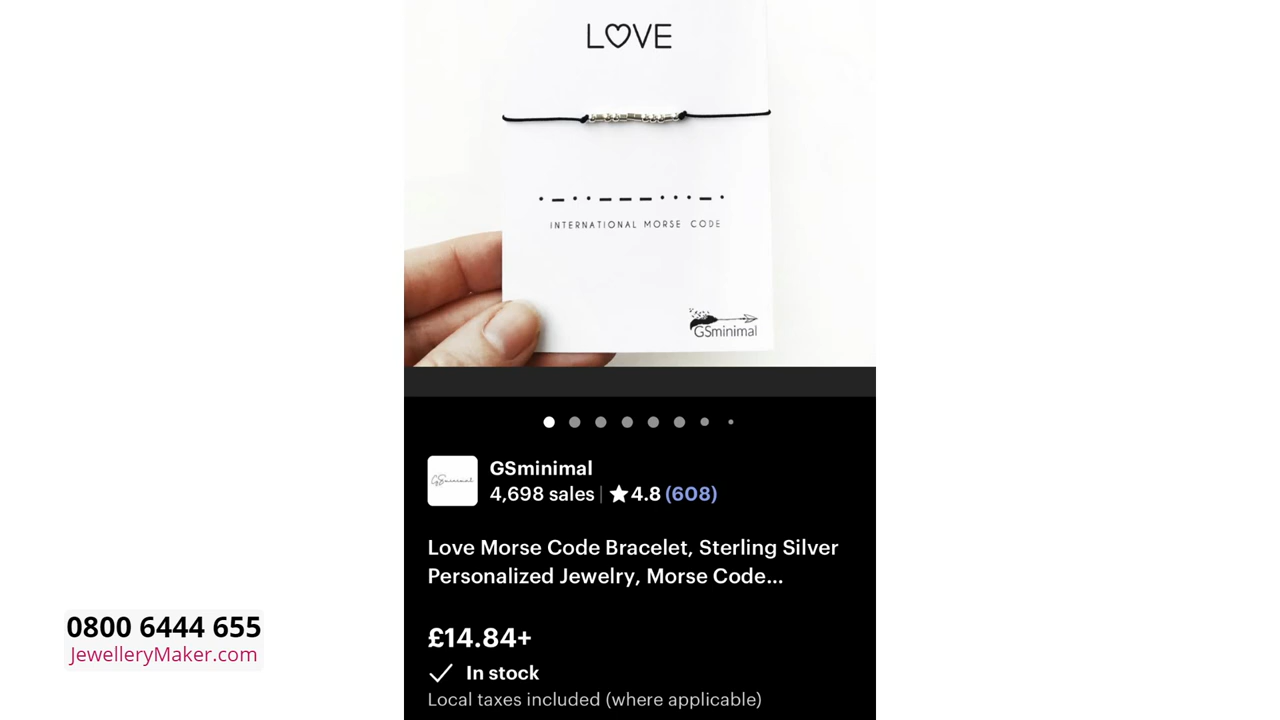 LOVE
· – · · – – – · · · – ·
INTERNATIONAL MORSE CODE
GSminimal
GSminimal
GSminimal
4,698 sales | ★ 4.8 (608)
Love Morse Code Bracelet, Sterling Silver
Personalized Jewelry, Morse Code...
£14.84+
✓ In stock
Local taxes included (where applicable)
0800 6444 655
JewelleryMaker.com